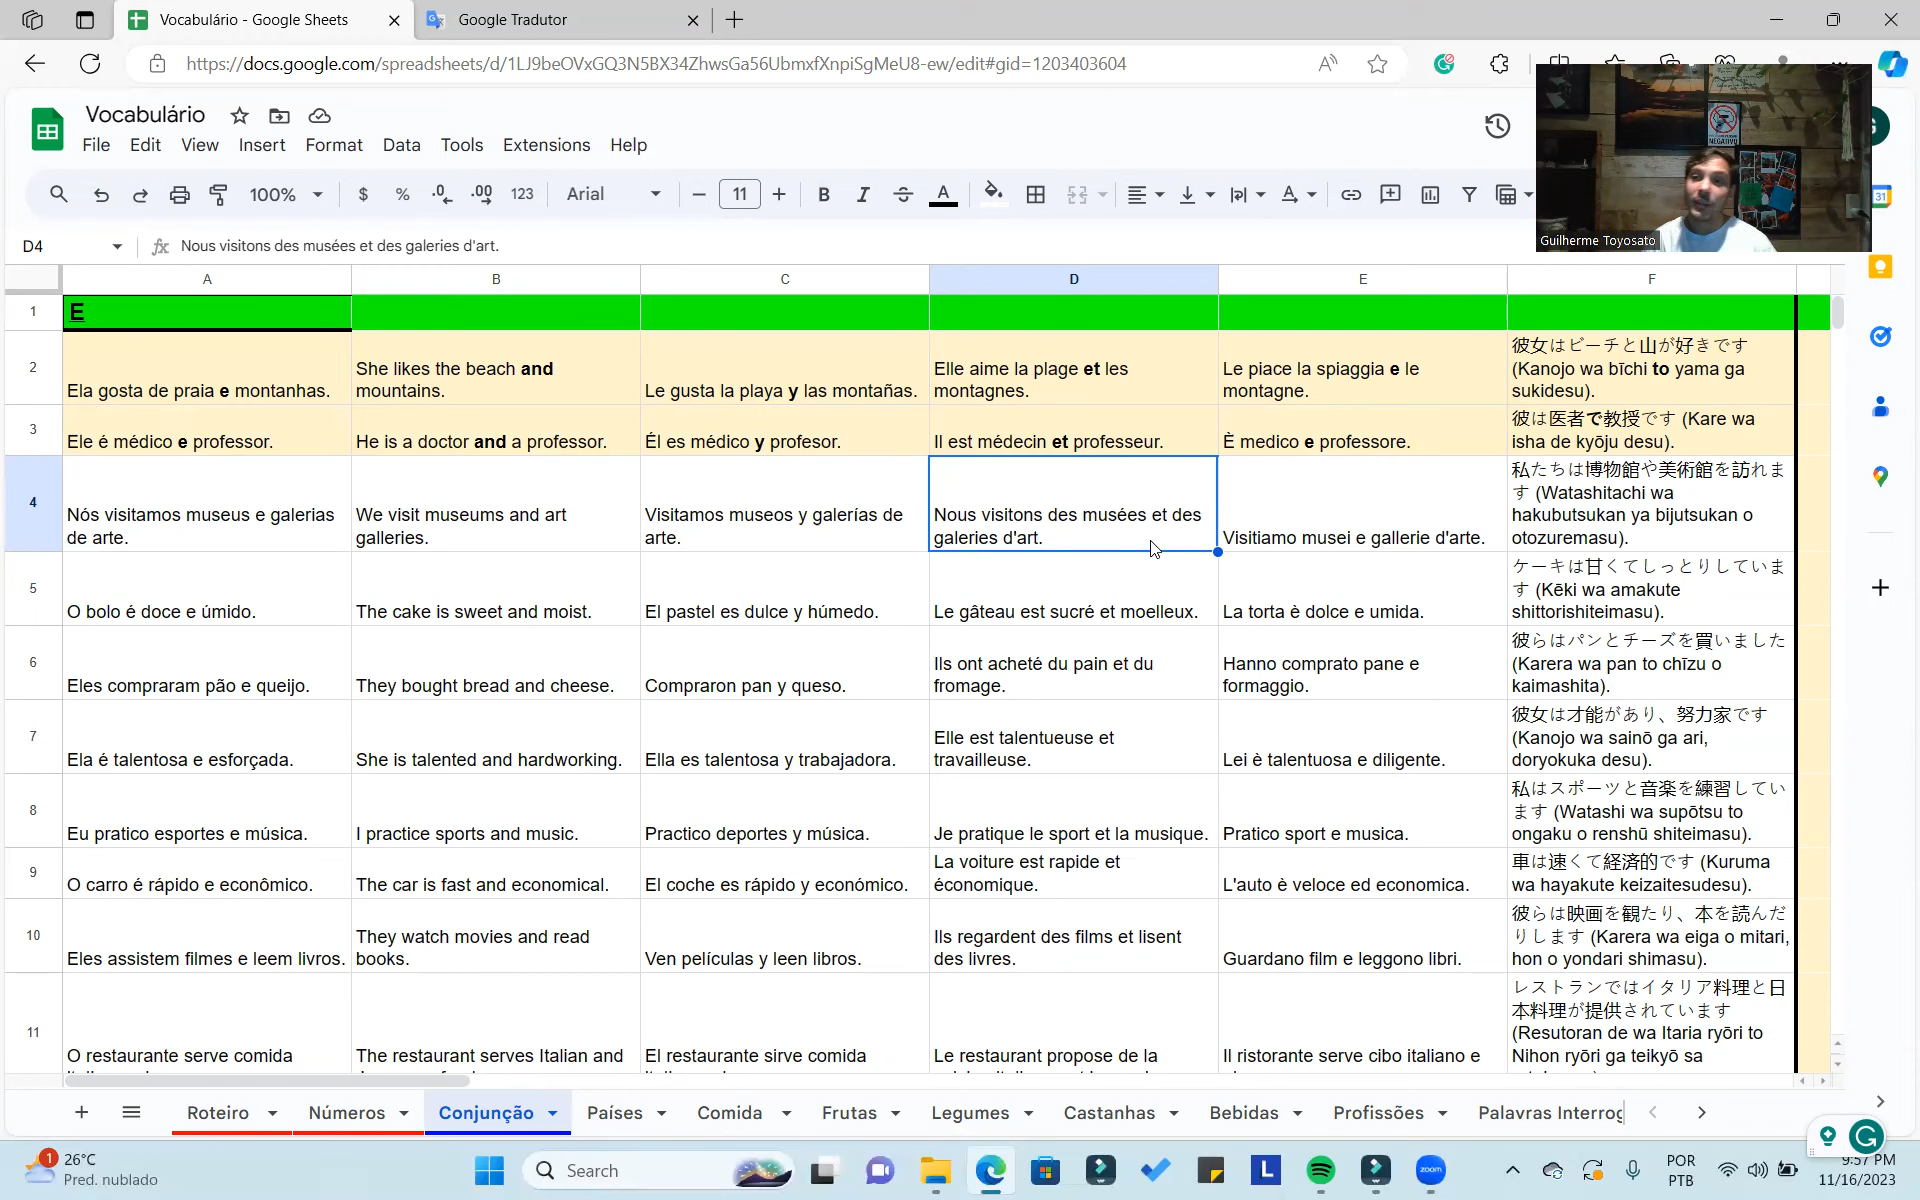 Vocabulário - Google Sheets
Google Tradutor
https://docs.google.com/spreadsheets/d/1LJ9beOVxGQ3N5BX34ZhwsGa56UbmxfXnpiSgMeU8-ew/edit#gid=1203403604
Vocabulário
File Edit View Insert Format Data Tools Extensions Help
100% $ % .0 .00 123 Arial 11 B I S A
PENSAR
NEGATIVO
Guilherme Toyosato
31
D4
fx Nous visitons des musées et des galeries d'art.
A B C D E F
1
E
2
Ela gosta de praia e montanhas.
She likes the beach and
mountains.
Le gusta la playa y las montañas.
Elle aime la plage et les
montagnes.
Le piace la spiaggia e le
montagne.
彼女はビーチと山が好きです
(Kanojo wa bīchi to yama ga
sukidesu).
3
Ele é médico e professor.
He is a doctor and a professor.
Él es médico y profesor.
Il est médecin et professeur.
È medico e professore.
彼は医者で教授です (Kare wa
isha de kyōju desu).
4
Nós visitamos museus e galerias
de arte.
We visit museums and art
galleries.
Visitamos museos y galerías de
arte.
Nous visitons des musées et des
galeries d'art.
Visitiamo musei e gallerie d'arte.
私たちは博物館や美術館を訪れま
す (Watashitachi wa
hakubutsukan ya bijutsukan o
otozuremasu).
5
O bolo é doce e úmido.
The cake is sweet and moist.
El pastel es dulce y húmedo.
Le gâteau est sucré et moelleux.
La torta è dolce e umida.
ケーキは甘くてしっとりしていま
す (Kēki wa amakute
shittorishiteimasu).
6
Eles compraram pão e queijo.
They bought bread and cheese.
Compraron pan y queso.
Ils ont acheté du pain et du
fromage.
Hanno comprato pane e
formaggio.
彼らはパンとチーズを買いました
(Karera wa pan to chīzu o
kaimashita).
7
Ela é talentosa e esforçada.
She is talented and hardworking.
Ella es talentosa y trabajadora.
Elle est talentueuse et
travailleuse.
Lei è talentuosa e diligente.
彼女は才能があり、努力家です
(Kanojo wa sainō ga ari,
doryokuka desu).
8
Eu pratico esportes e música.
I practice sports and music.
Practico deportes y música.
Je pratique le sport et la musique.
Pratico sport e musica.
私はスポーツと音楽を練習してい
ます (Watashi wa supōtsu to
ongaku o renshū shiteimasu).
9
O carro é rápido e econômico.
The car is fast and economical.
El coche es rápido y económico.
La voiture est rapide et
économique.
L'auto è veloce ed economica.
車は速くて経済的です (Kuruma
wa hayakute keizaitesudesu).
10
Eles assistem filmes e leem livros.
They watch movies and read
books.
Ven películas y leen libros.
Ils regardent des films et lisent
des livres.
Guardano film e leggono libri.
彼らは映画を観たり、本を読んだ
りします (Karera wa eiga o mitari,
hon o yondari shimasu).
11
O restaurante serve comida
The restaurant serves Italian and
El restaurante sirve comida
Le restaurant propose de la
Il ristorante serve cibo italiano e
レストランではイタリア料理と日
本料理が提供されています
(Resutoran de wa Itaria ryōri to
Nihon ryōri ga teikyō sa
Roteiro Números Conjunção Países Comida Frutas Legumes Castanhas Bebidas Profissões Palavras Interrog
1
26°C
Pred. nublado
Search
L
zoom
POR
PTB
9:57 PM
11/16/2023